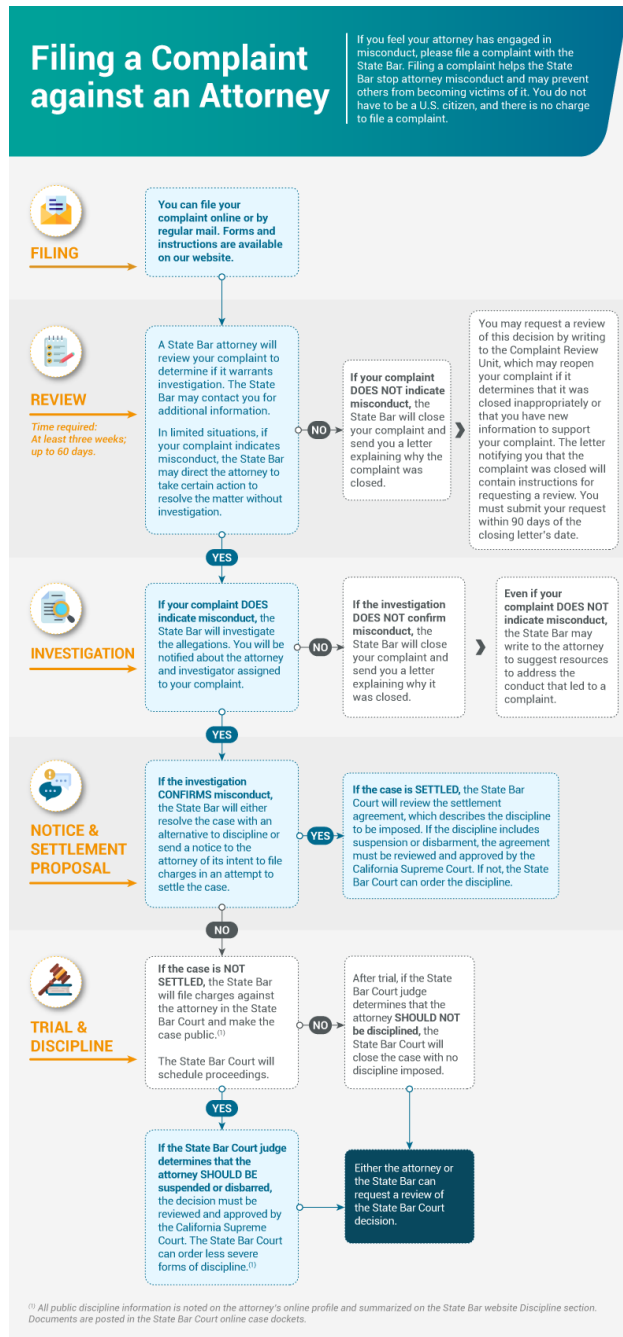 Filing a Complaint
against an Attorney
If you feel your attorney has engaged in
misconduct, please file a complaint with the
State Bar. Filing a complaint helps the State
Bar stop attorney misconduct and may prevent
others from becoming victims of it. You do not
have to be a U.S. citizen, and there is no charge
to file a complaint.
FILING
You can file your
complaint online or by
regular mail. Forms and
instructions are available
on our website.
REVIEW
Time required:
At least three weeks;
up to 60 days.
A State Bar attorney will
review your complaint to
determine if it warrants
investigation. The State
Bar may contact you for
additional information.
In limited situations, if
your complaint indicates
misconduct, the State Bar
may direct the attorney to
take certain action to
resolve the matter without
investigation.
NO
If your complaint
DOES NOT indicate
misconduct, the
State Bar will close
your complaint and
send you a letter
explaining why the
complaint was
closed.
You may request a review
of this decision by writing
to the Complaint Review
Unit, which may reopen
your complaint if it
determines that it was
closed inappropriately or
that you have new
information to support
your complaint. The letter
notifying you that the
complaint was closed will
contain instructions for
requesting a review. You
must submit your request
within 90 days of the
closing letter's date.
YES
INVESTIGATION
If your complaint DOES
indicate misconduct, the
State Bar will investigate
the allegations. You will be
notified about the attorney
and investigator assigned
to your complaint.
NO
If the investigation
DOES NOT confirm
misconduct, the
State Bar will close
your complaint and
send you a letter
explaining why it
was closed.
Even if your
complaint DOES NOT
indicate misconduct,
the State Bar may
write to the attorney
to suggest resources
to address the
conduct that led to a
complaint.
YES
NOTICE &
SETTLEMENT
PROPOSAL
If the investigation
CONFIRMS misconduct,
the State Bar will either
resolve the case with an
alternative to discipline or
send a notice to the
attorney of its intent to file
charges in an attempt to
settle the case.
YES
If the case is SETTLED, the State Bar
Court will review the settlement
agreement, which describes the discipline
to be imposed. If the discipline includes
suspension or disbarment, the agreement
must be reviewed and approved by the
California Supreme Court. If not, the State
Bar Court can order the discipline.
NO
TRIAL &
DISCIPLINE
If the case is NOT
SETTLED, the State Bar
will file charges against
the attorney in the State
Bar Court and make the
case public.(1)
The State Bar Court will
schedule proceedings.
NO
After trial, if the State
Bar Court judge
determines that the
attorney SHOULD NOT
be disciplined, the
State Bar Court will
close the case with no
discipline imposed.
YES
If the State Bar Court judge
determines that the
attorney SHOULD BE
suspended or disbarred,
the decision must be
reviewed and approved by
the California Supreme
Court. The State Bar Court
can order less severe
forms of discipline.(1)
Either the attorney or
the State Bar can
request a review of
the State Bar Court
decision.
(1) All public discipline information is noted on the attorney's online profile and summarized on the State Bar website Discipline section.
Documents are posted in the State Bar Court online case dockets.